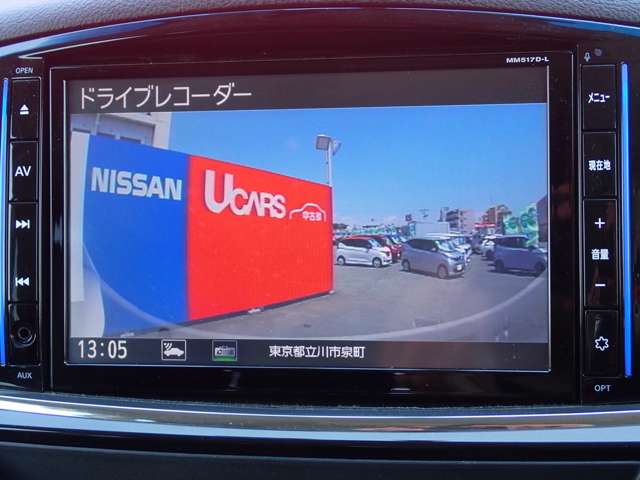 OPEN
MM517D-L
AV
AUX
ドライブレコーダー
NISSAN
UCARS
中古車
13:05
東京都立川市泉町
メニュー
現在地
+
音量
−
OPT